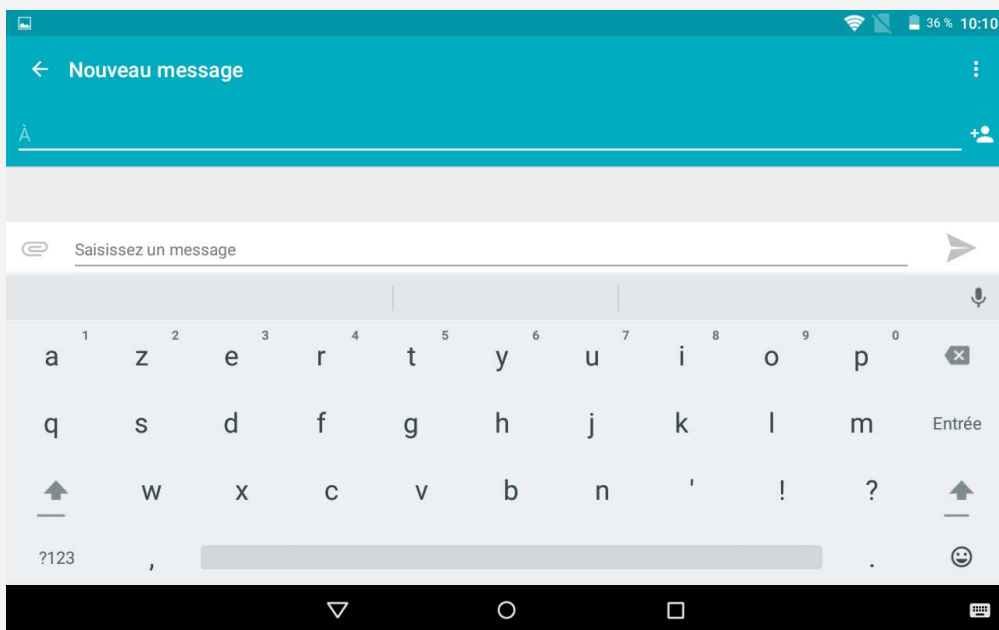 36 % 10:10
Nouveau message
À
Saisissez un message
1 2 3 4 5 6 7 8 9 0
a z e r t y u i o p
q s d f g h j k l m Entrée
w x c v b n ' ! ?
?123 , .